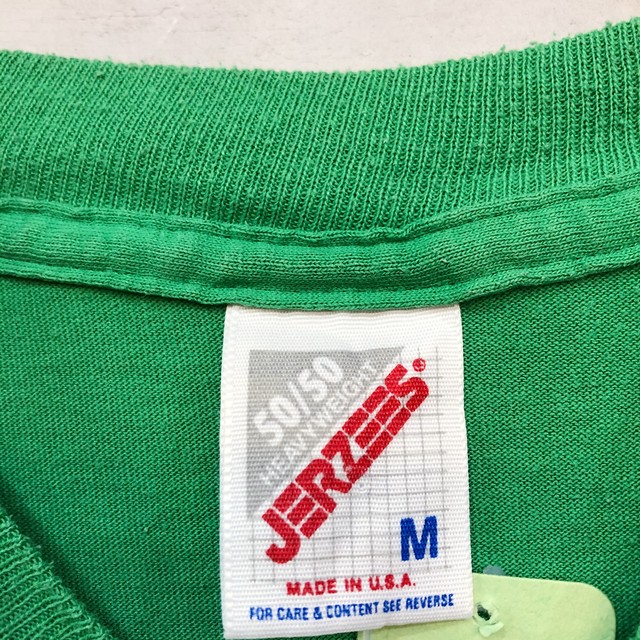 50/50
HEAVYWEIGHT
JERZEES®
M
MADE IN U.S.A.
FOR CARE & CONTENT SEE REVERSE